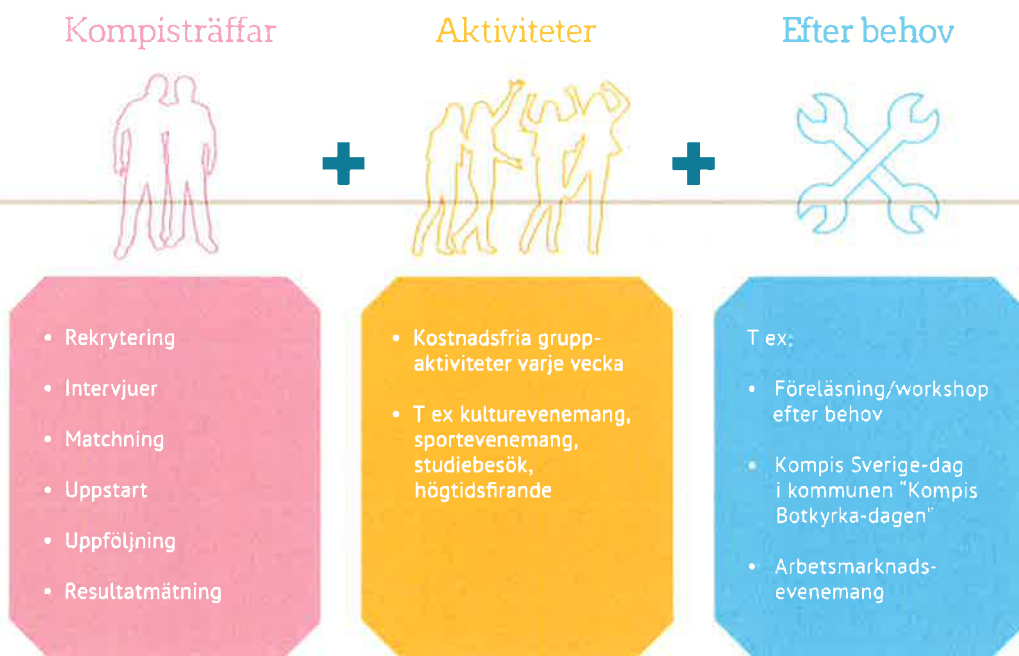 Kompisträffar
Aktiviteter
Efter behov
• Rekrytering
• Intervjuer
• Matchning
• Uppstart
• Uppföljning
• Resultatmätning
• Kostnadsfria grupp-
aktiviteter varje vecka
• T ex kulturevenemang,
sportevenemang,
studiebesök,
högtidsfirande
T ex:
• Föreläsning/workshop
efter behov
• Kompis Sverige-dag
i kommunen "Kompis
Botkyrka-dagen"
• Arbetsmarknads-
evenemang